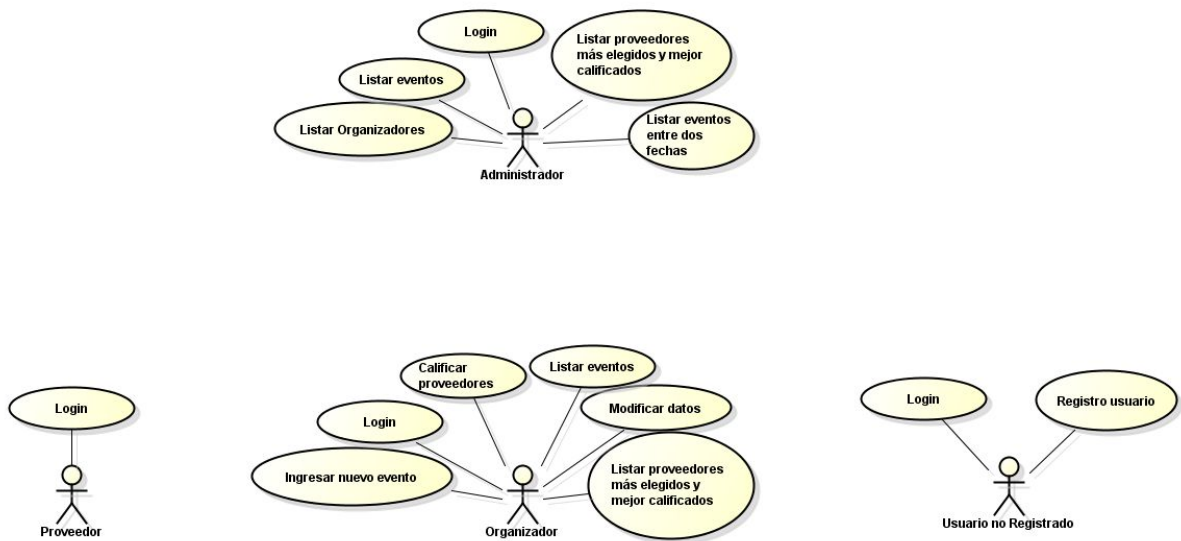 Login
Listar proveedores
más elegidos y mejor
calificados
Listar eventos
Listar Organizadores
Listar eventos
entre dos
fechas
Administrador
Calificar
proveedores
Listar eventos
Login
Modificar datos
Login
Login
Registro usuario
Ingresar nuevo evento
Listar proveedores
más elegidos y
mejor calificados
Proveedor
Organizador
Usuario no Registrado